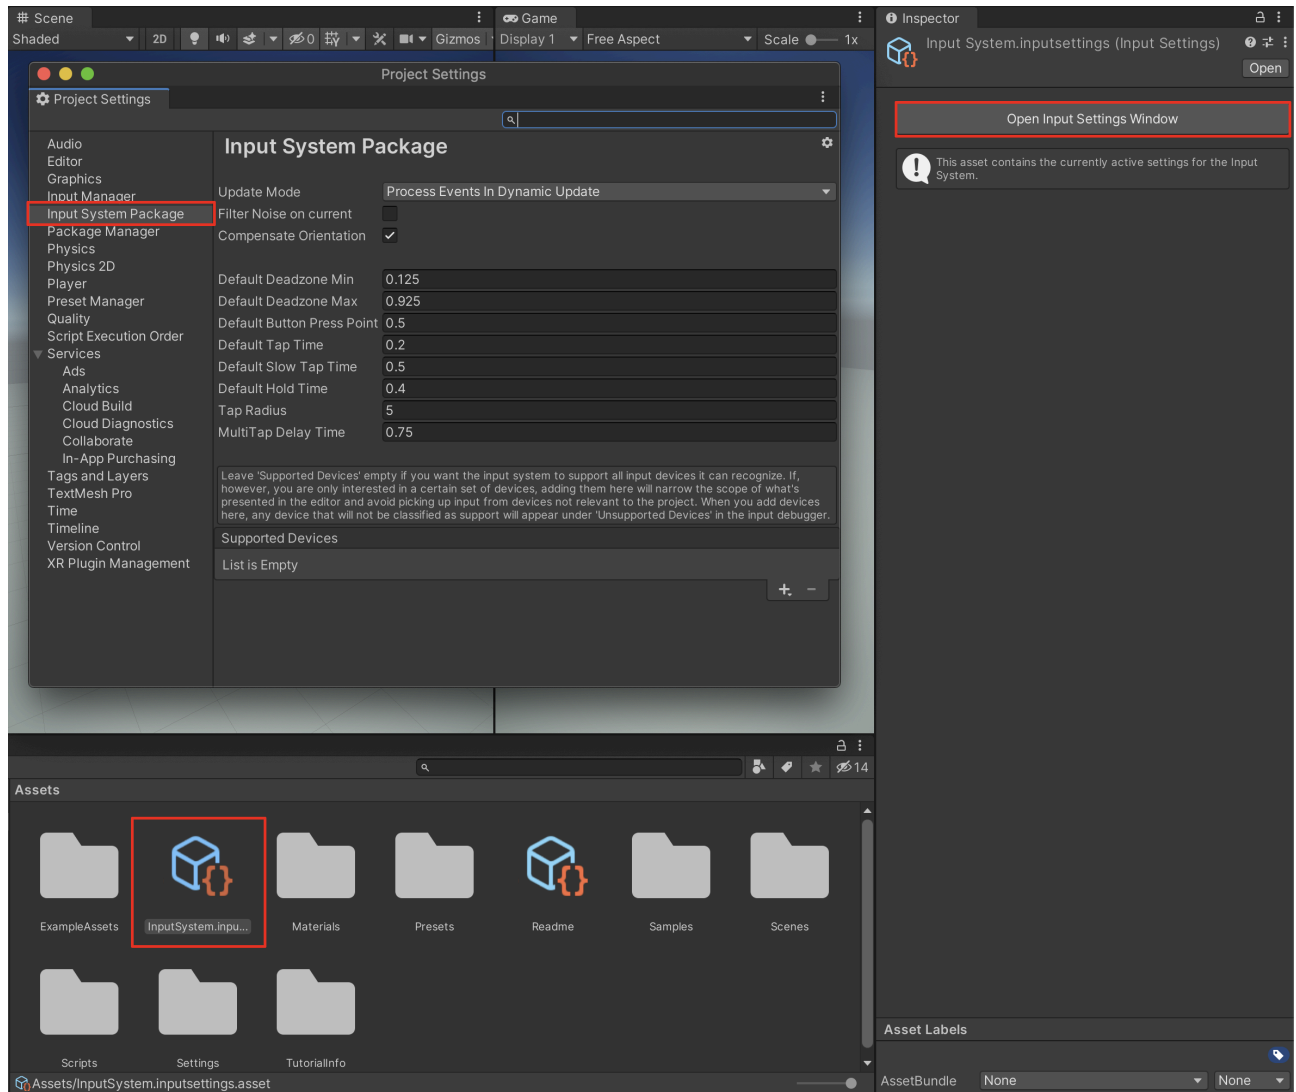 Scene
Game
Inspector
Shaded
2D
0
Gizmos
Display 1
Free Aspect
Scale
1x
Input System.inputsettings (Input Settings)
Open
Project Settings
Project Settings
Open Input Settings Window
This asset contains the currently active settings for the Input
System.
Audio
Editor
Graphics
Input Manager
Input System Package
Package Manager
Physics
Physics 2D
Player
Preset Manager
Quality
Script Execution Order
Services
Ads
Analytics
Cloud Build
Cloud Diagnostics
Collaborate
In-App Purchasing
Tags and Layers
TextMesh Pro
Time
Timeline
Version Control
XR Plugin Management
Input System Package
Update Mode Process Events In Dynamic Update
Filter Noise on current
Compensate Orientation
Default Deadzone Min 0.125
Default Deadzone Max 0.925
Default Button Press Point 0.5
Default Tap Time 0.2
Default Slow Tap Time 0.5
Default Hold Time 0.4
Tap Radius 5
MultiTap Delay Time 0.75
Leave 'Supported Devices' empty if you want the input system to support all input devices it can recognize. If,
however, you are only interested in a certain set of devices, adding them here will narrow the scope of what's
presented in the editor and avoid picking up input from devices not relevant to the project. When you add devices
here, any device that will not be classified as support will appear under 'Unsupported Devices' in the input debugger.
Supported Devices
List is Empty
14
Assets
ExampleAssets
InputSystem.inpu...
Materials
Presets
Readme
Samples
Scenes
Scripts
Settings
TutorialInfo
Assets/InputSystem.inputsettings.asset
Asset Labels
AssetBundle None None